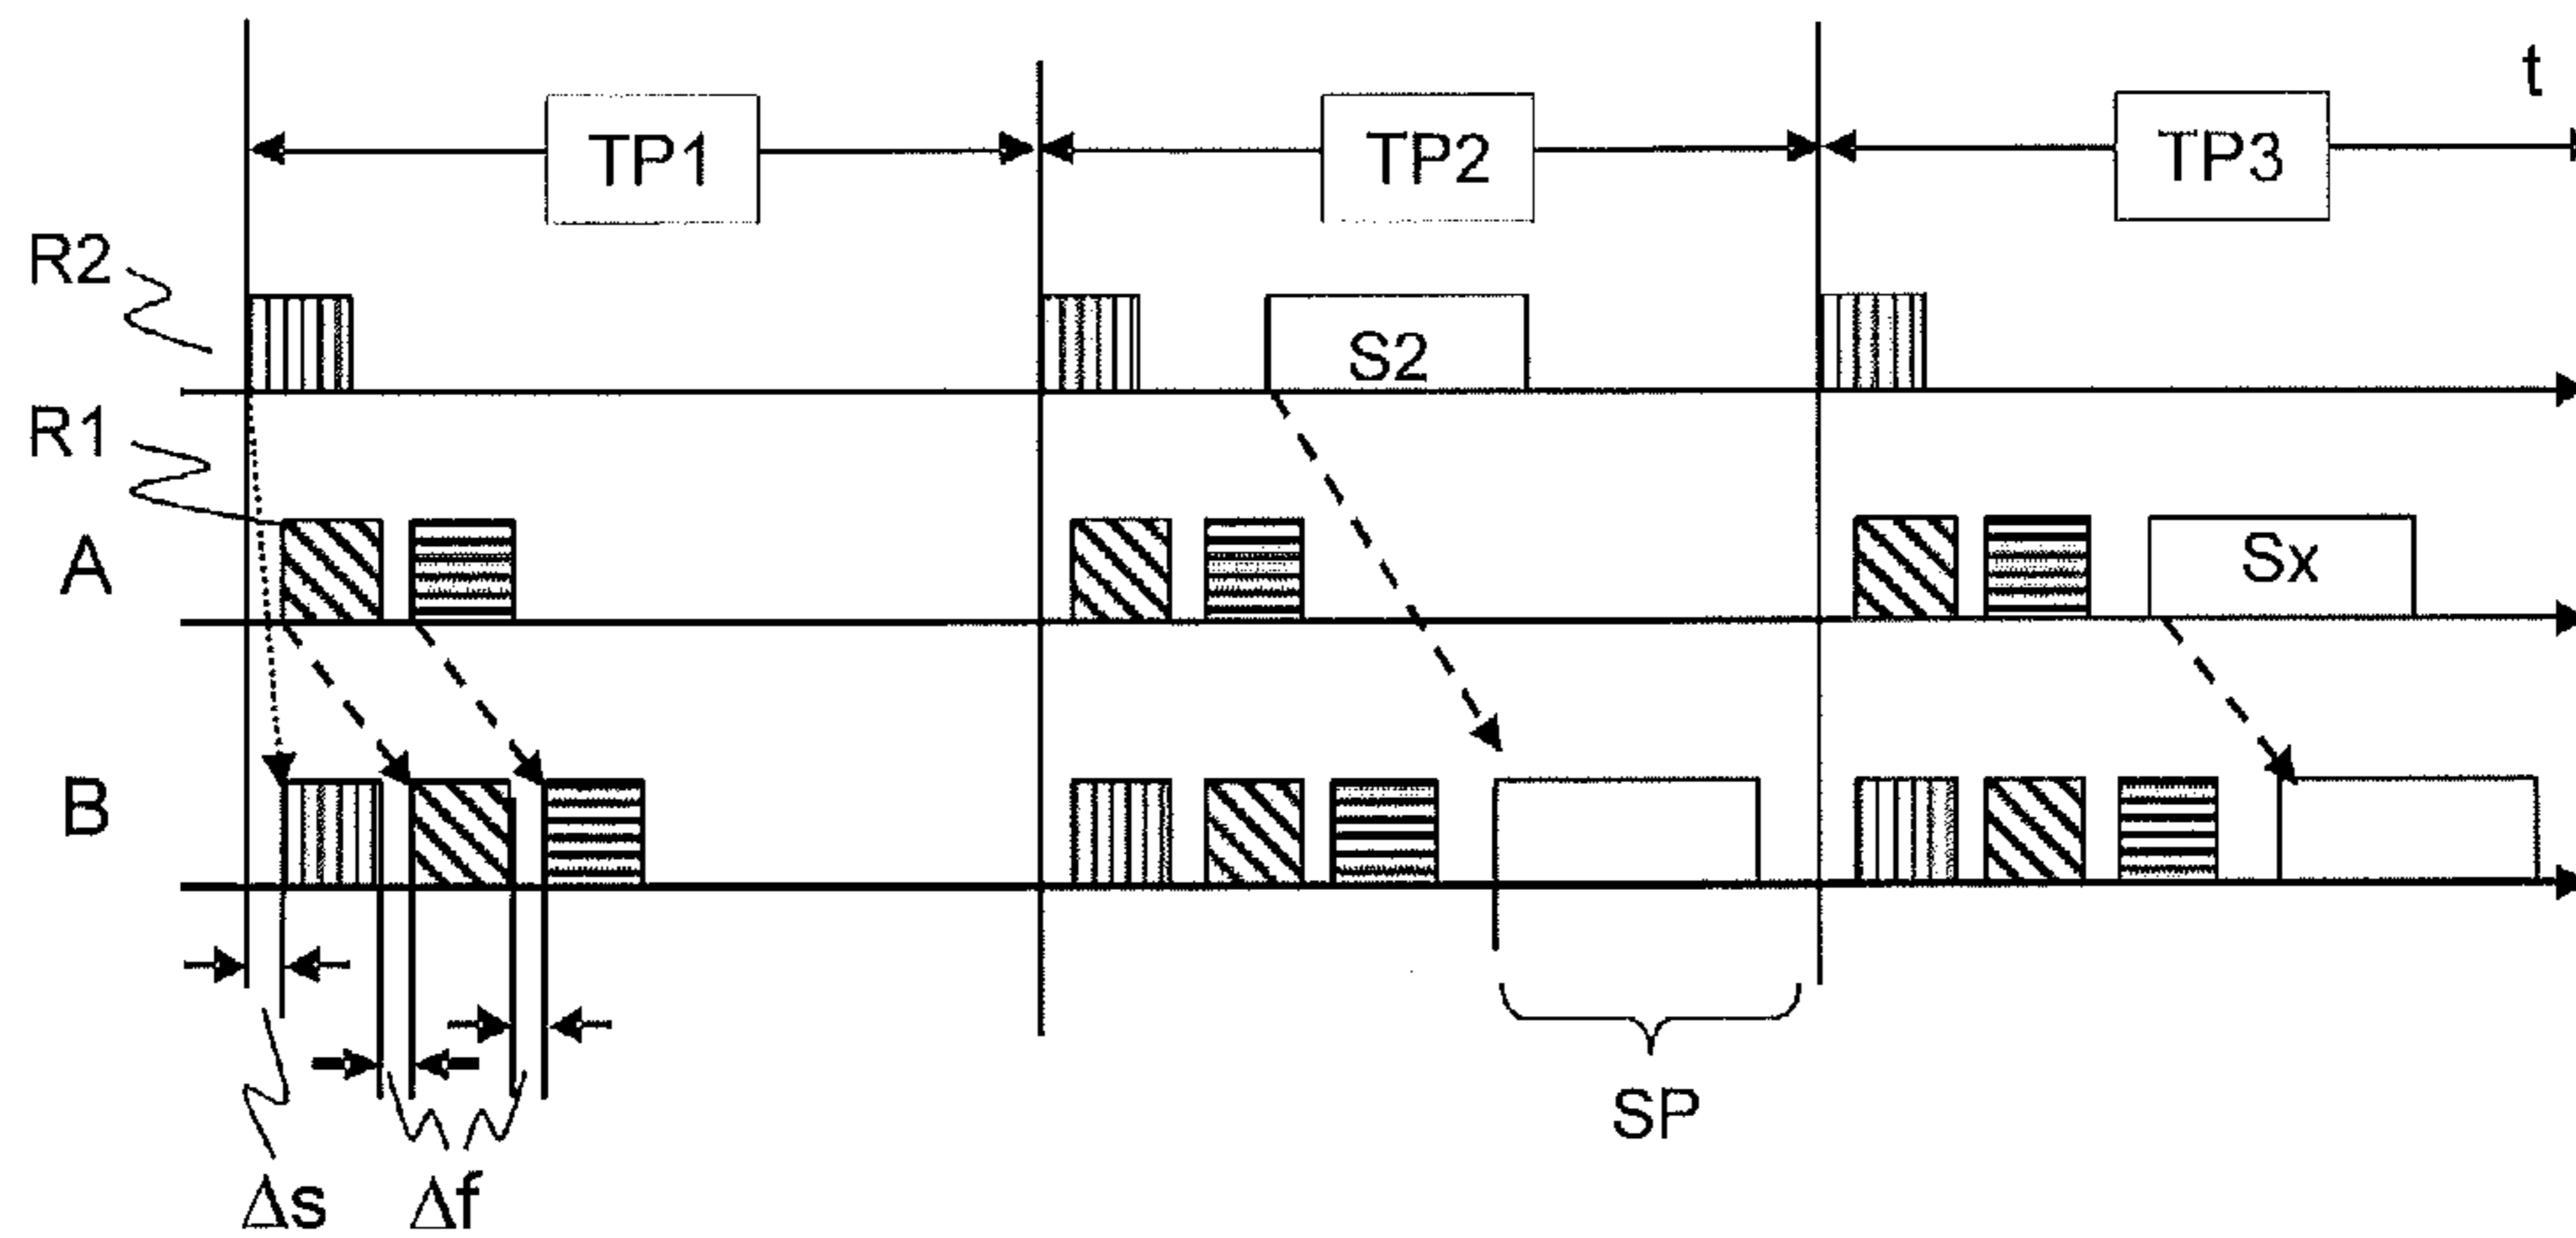 t
TP1 TP2 TP3
R2
S2
R1
A
Sx
B
SP
Δs Δf